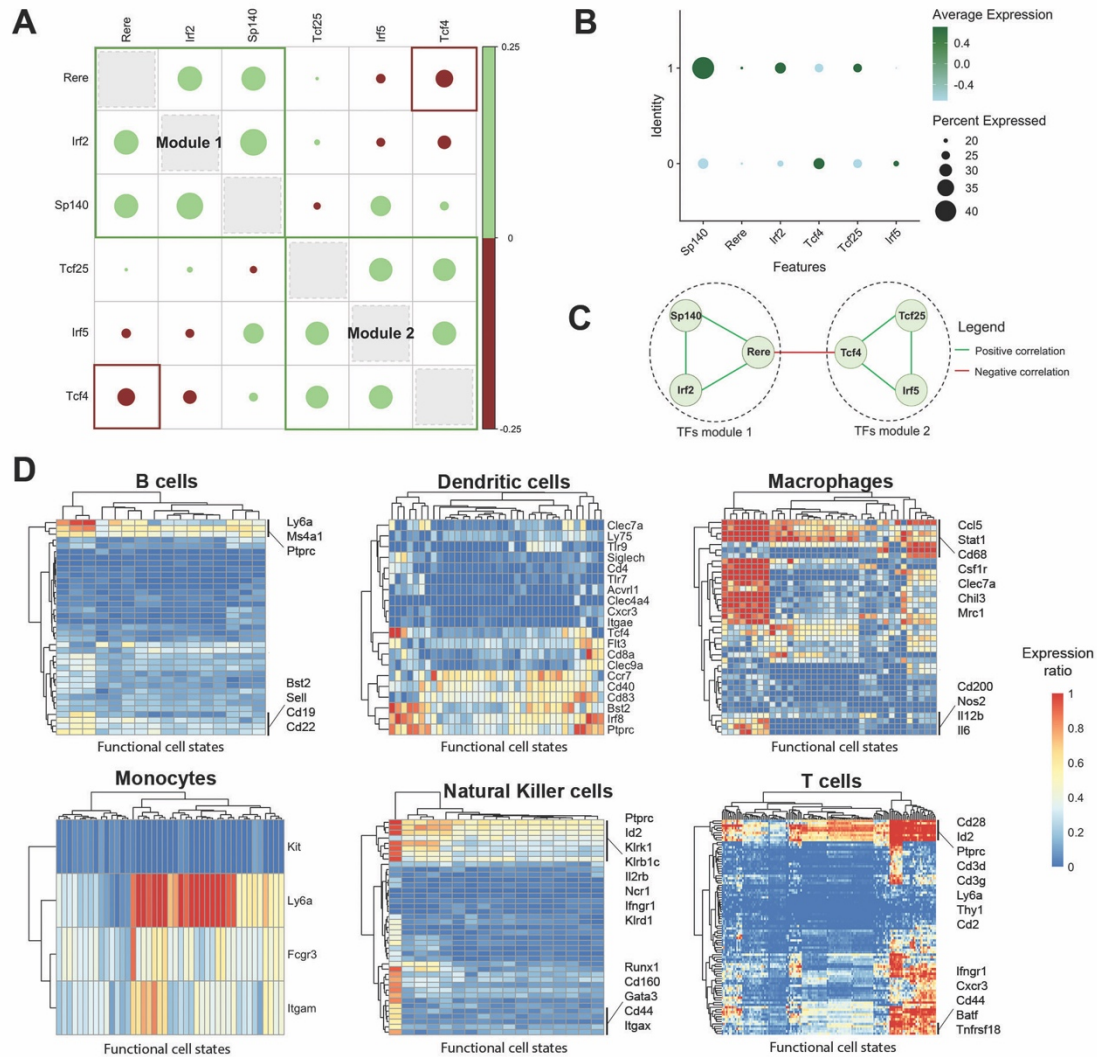 A
Rere
Irf2
Sp140
Tcf25
Irf5
Tcf4
0.25
Rere
Irf2
Module 1
Sp140
0
Tcf25
Irf5
Module 2
Tcf4
-0.25
B
Identity
1
0
Sp140
Rere
Irf2
Tcf4
Tcf25
Irf5
Features
Average Expression
0.4
0.0
-0.4
Percent Expressed
20
25
30
35
40
C
Sp140
Rere
Irf2
TFs module 1
Tcf25
Tcf4
Irf5
TFs module 2
Legend
Positive correlation
Negative correlation
D
B cells
Ly6a
Ms4a1
Ptprc
Bst2
Sell
Cd19
Cd22
Functional cell states
Dendritic cells
Clec7a
Ly75
Tlr9
Siglech
Cd4
Tlr7
Acvrl1
Clec4a4
Cxcr3
Itgae
Tcf4
Flt3
Cd8a
Clec9a
Ccr7
Cd40
Cd83
Bst2
Irf8
Ptprc
Functional cell states
Macrophages
Ccl5
Stat1
Cd68
Csf1r
Clec7a
Chil3
Mrc1
Cd200
Nos2
Il12b
Il6
Functional cell states
Expression
ratio
1
0.8
0.6
0.4
0.2
0
Monocytes
Kit
Ly6a
Fcgr3
Itgam
Functional cell states
Natural Killer cells
Ptprc
Id2
Klrk1
Klrb1c
Il2rb
Ncr1
Ifngr1
Klrd1
Runx1
Cd160
Gata3
Cd44
Itgax
Functional cell states
T cells
Cd28
Id2
Ptprc
Cd3d
Cd3g
Ly6a
Thy1
Cd2
Ifngr1
Cxcr3
Cd44
Batf
Tnfrsf18
Functional cell states